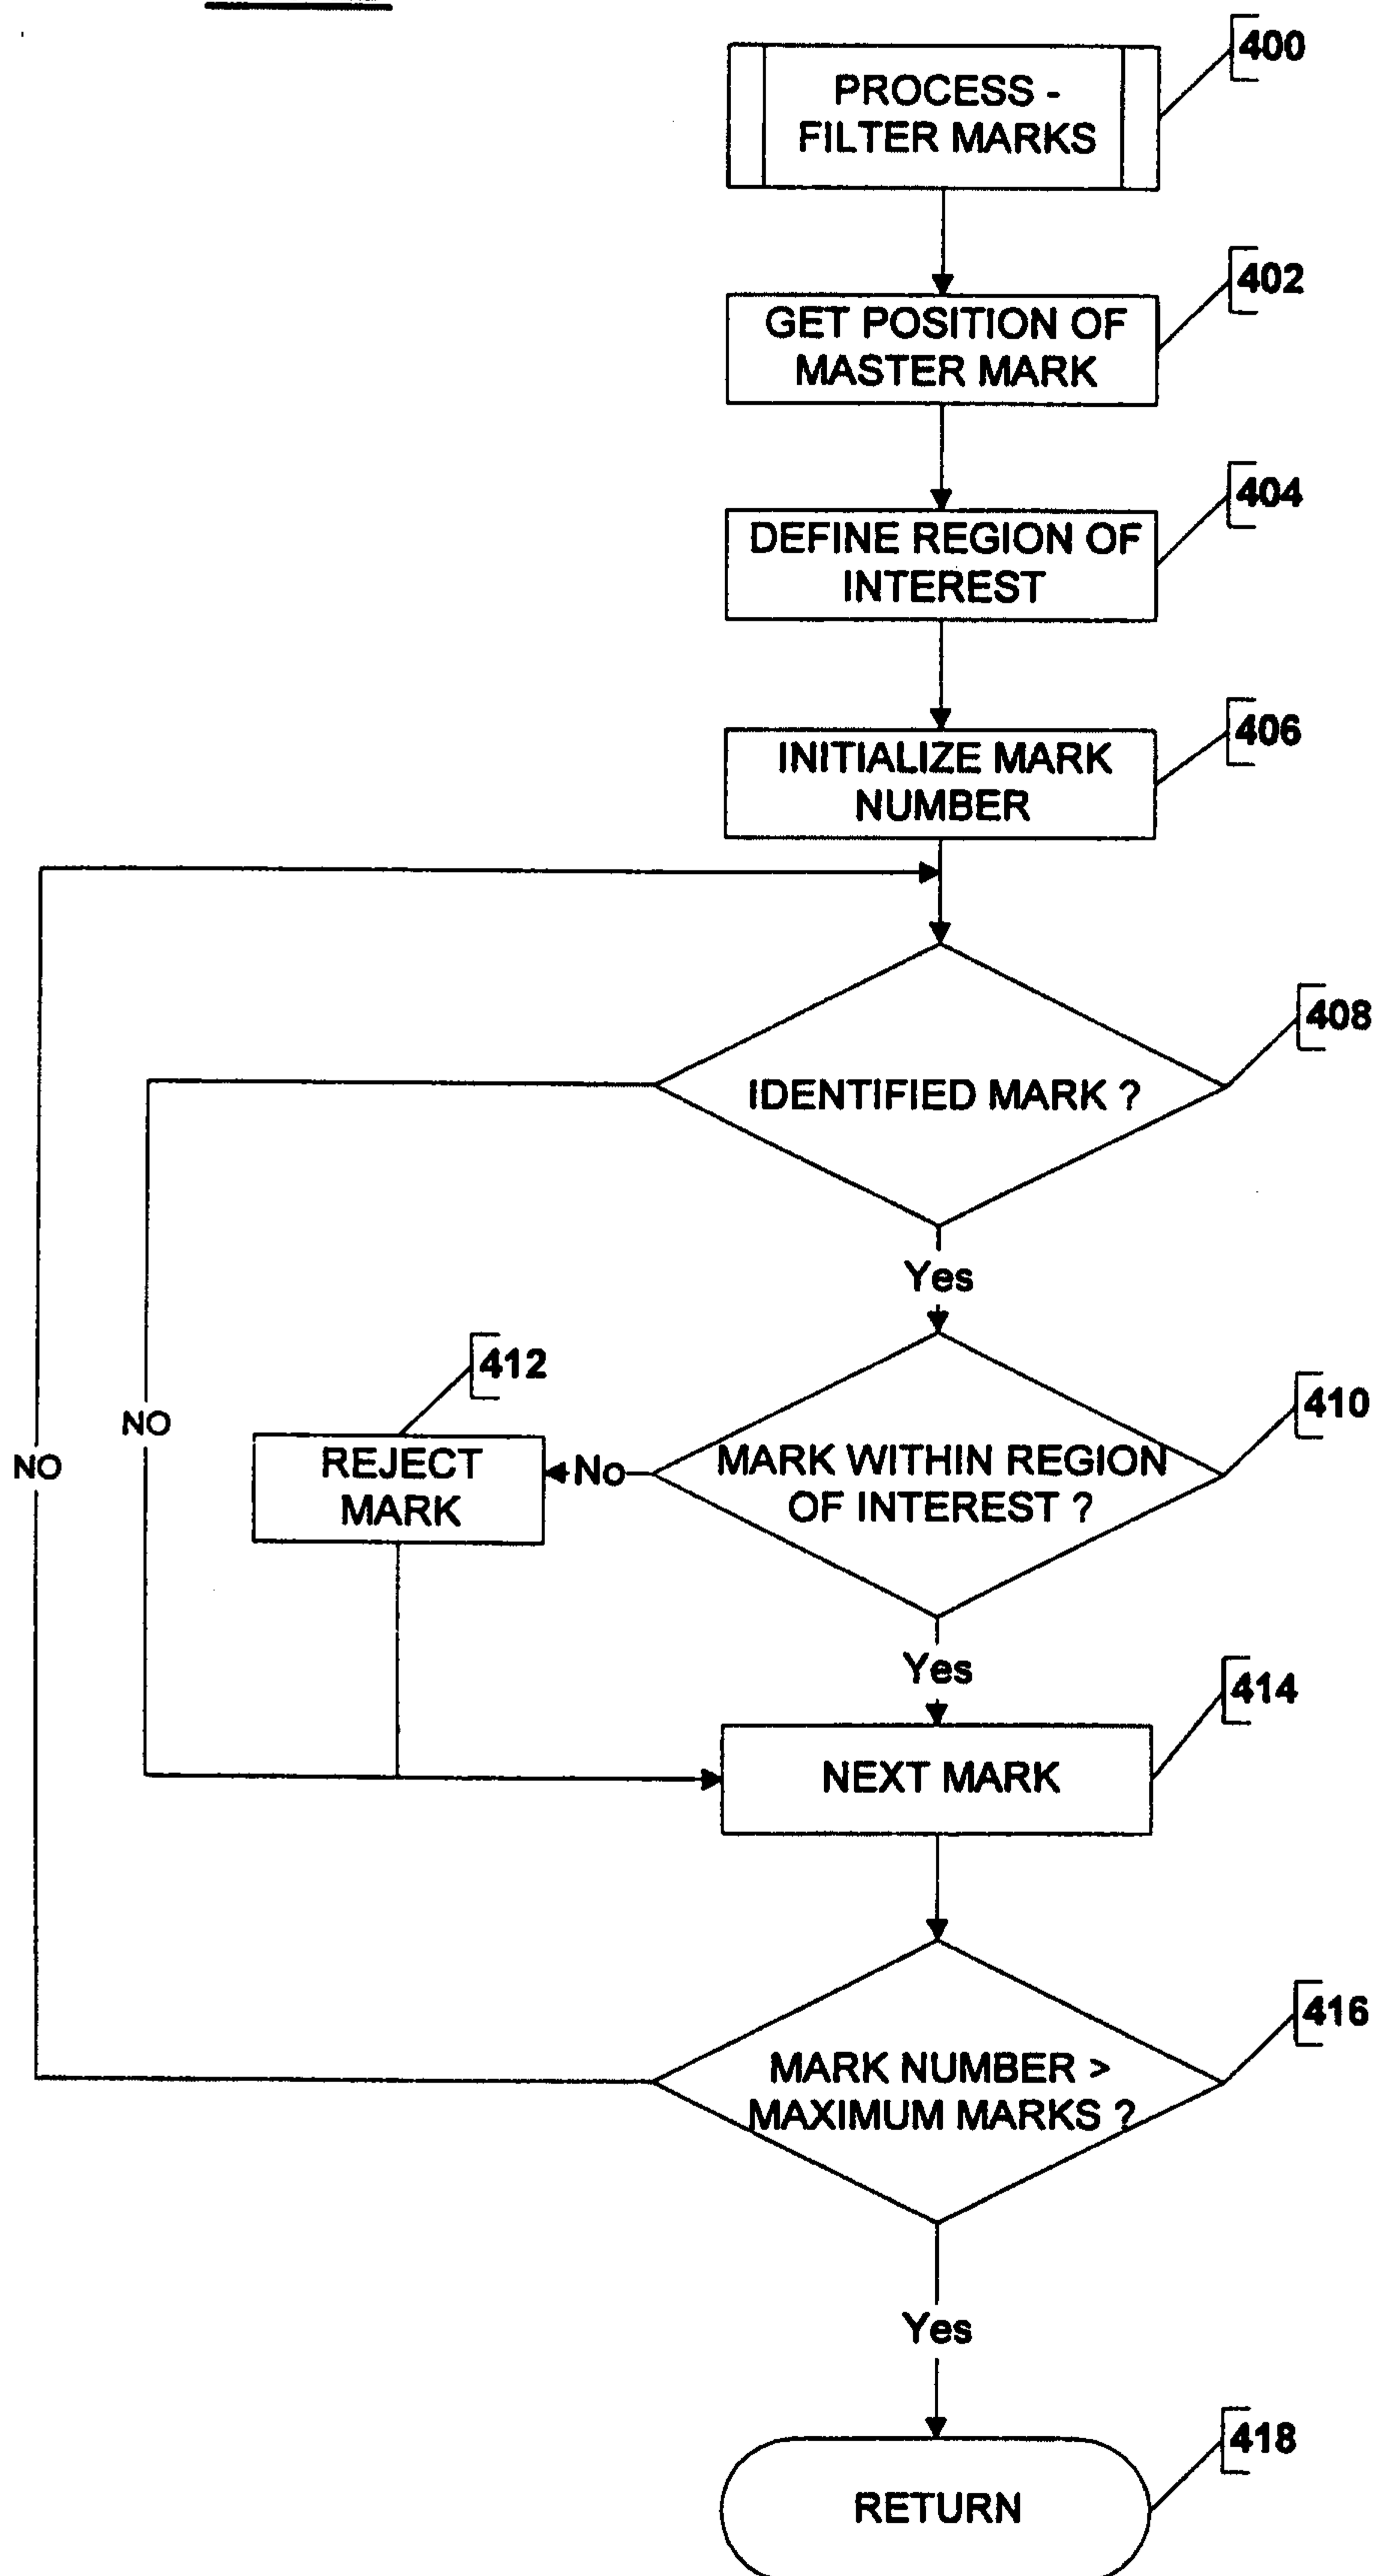 400
PROCESS -
FILTER MARKS
402
GET POSITION OF
MASTER MARK
404
DEFINE REGION OF
INTEREST
406
INITIALIZE MARK
NUMBER
408
IDENTIFIED MARK ?
Yes
412
410
NO
NO
REJECT
MARK
No
MARK WITHIN REGION
OF INTEREST ?
Yes
414
NEXT MARK
416
MARK NUMBER >
MAXIMUM MARKS ?
Yes
418
RETURN